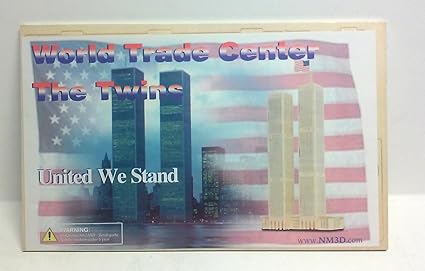 World Trade Center
The Twins
United We Stand
WARNING:
www.NM3D.com